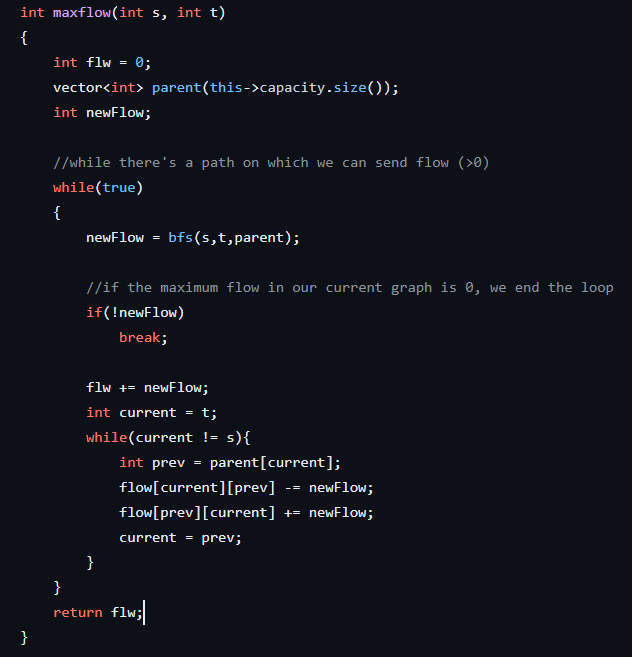 int maxflow(int s, int t)
{
    int flw = 0;
    vector<int> parent(this->capacity.size());
    int newFlow;

    //while there's a path on which we can send flow (>0)
    while(true)
    {
        newFlow = bfs(s,t,parent);

        //if the maximum flow in our current graph is 0, we end the loop
        if(!newFlow)
            break;

        flw += newFlow;
        int current = t;
        while(current != s){
            int prev = parent[current];
            flow[current][prev] -= newFlow;
            flow[prev][current] += newFlow;
            current = prev;
        }
    }
    return flw;
}